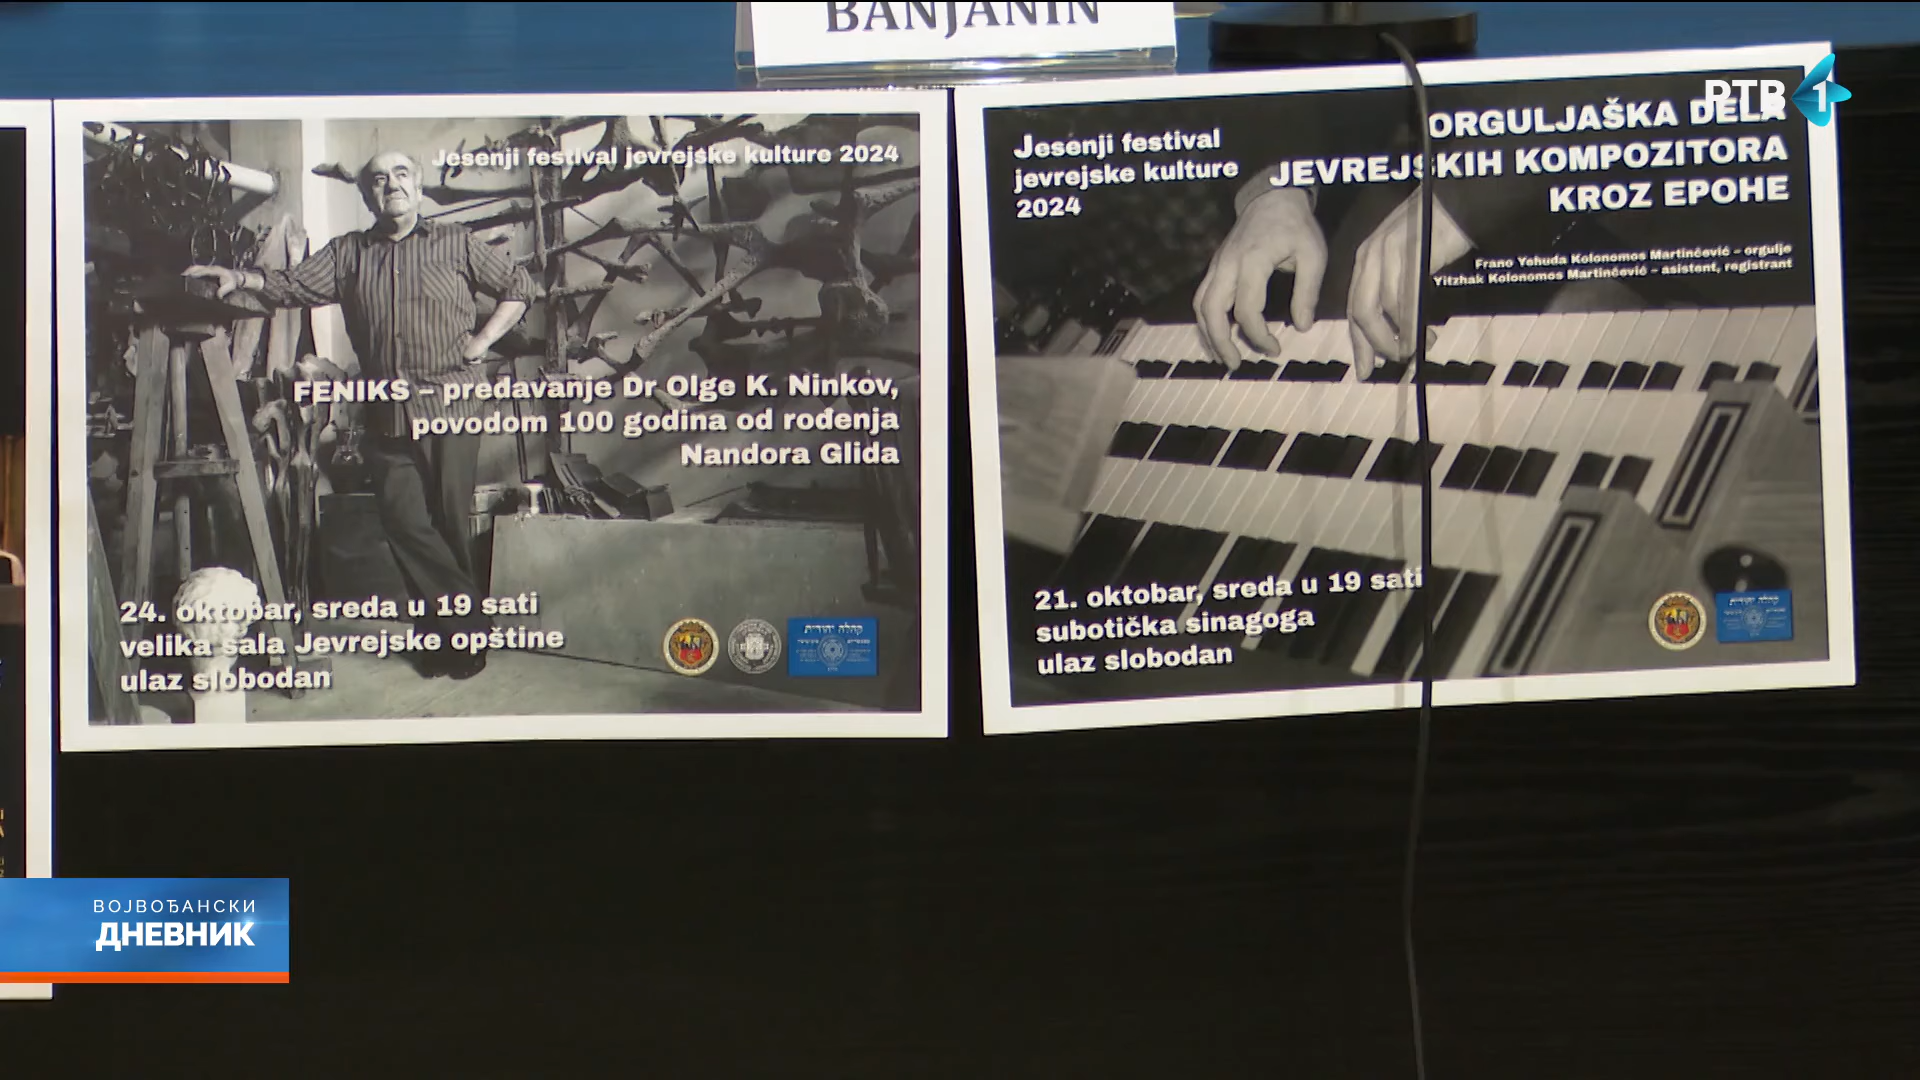 BANJANIN
Jesenji festival jevrejske kulture 2024
FENIKS – predavanje Dr Olge K. Ninkov,
povodom 100 godina od rođenja
Nandora Glida
24. oktobar, sreda u 19 sati
velika sala Jevrejske opštine
ulaz slobodan
Jesenji festival
jevrejske kulture
2024
ORGULJAŠKA DELA
JEVREJSKIH KOMPOZITORA
KROZ EPOHE
Frano Yehuda Kolonomos Martinčević – orgulje
Yitzhak Kolonomos Martinčević – asistent, registrant
21. oktobar, sreda u 19 sati
subotička sinagoga
ulaz slobodan
РТВ 1
ВОЈВОЂАНСКИ
ДНЕВНИК